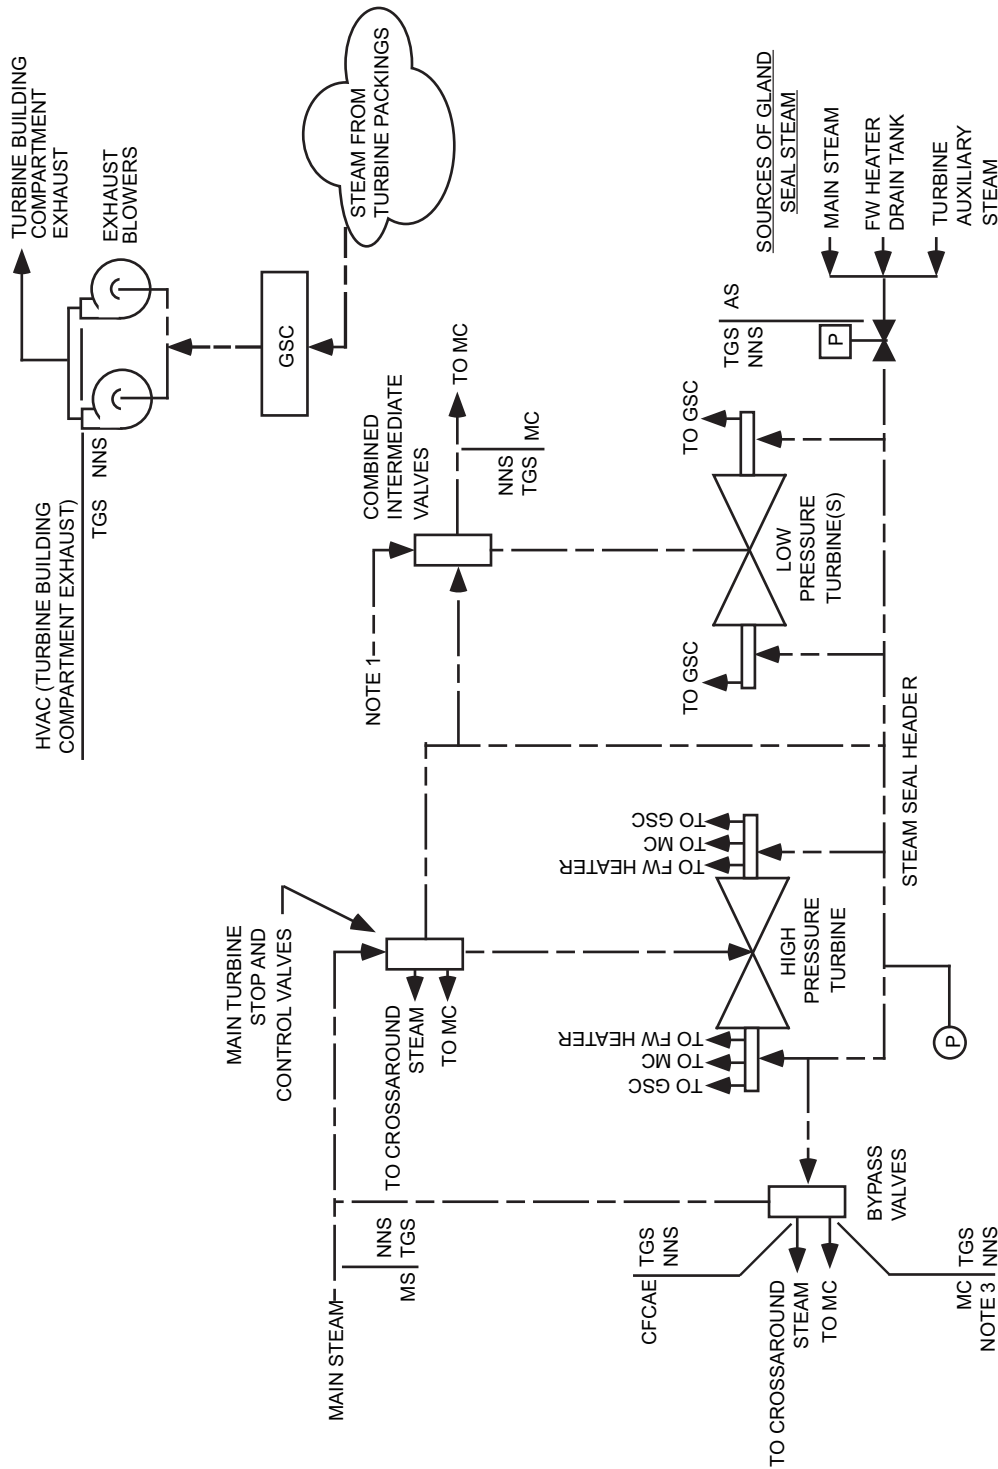 HVAC (TURBINE BUILDING
COMPARTMENT EXHAUST)
TGS
NNS
TURBINE BUILDING
COMPARTMENT
EXHAUST
EXHAUST
BLOWERS
GSC
STEAM FROM
TURBINE PACKINGS
MAIN TURBINE
STOP AND
CONTROL VALVES
NOTE 1
COMBINED
INTERMEDIATE
VALVES
TO MC
NNS
TGS
MC
MAIN STEAM
NNS
MS
TGS
TO CROSSAROUND
STEAM
TO MC
SOURCES OF GLAND
SEAL STEAM
MAIN STEAM
FW HEATER
DRAIN TANK
TURBINE
AUXILIARY
STEAM
TGS
AS
NNS
P
TO GSC
TO MC
TO FW HEATER
TO FW HEATER
TO MC
TO GSC
HIGH
PRESSURE
TURBINE
TO GSC
TO GSC
LOW
PRESSURE
TURBINE(S)
CFCAE
TGS
NNS
TO CROSSAROUND
STEAM
TO MC
BYPASS
VALVES
MC
TGS
NOTE 3
NNS
P
STEAM SEAL HEADER